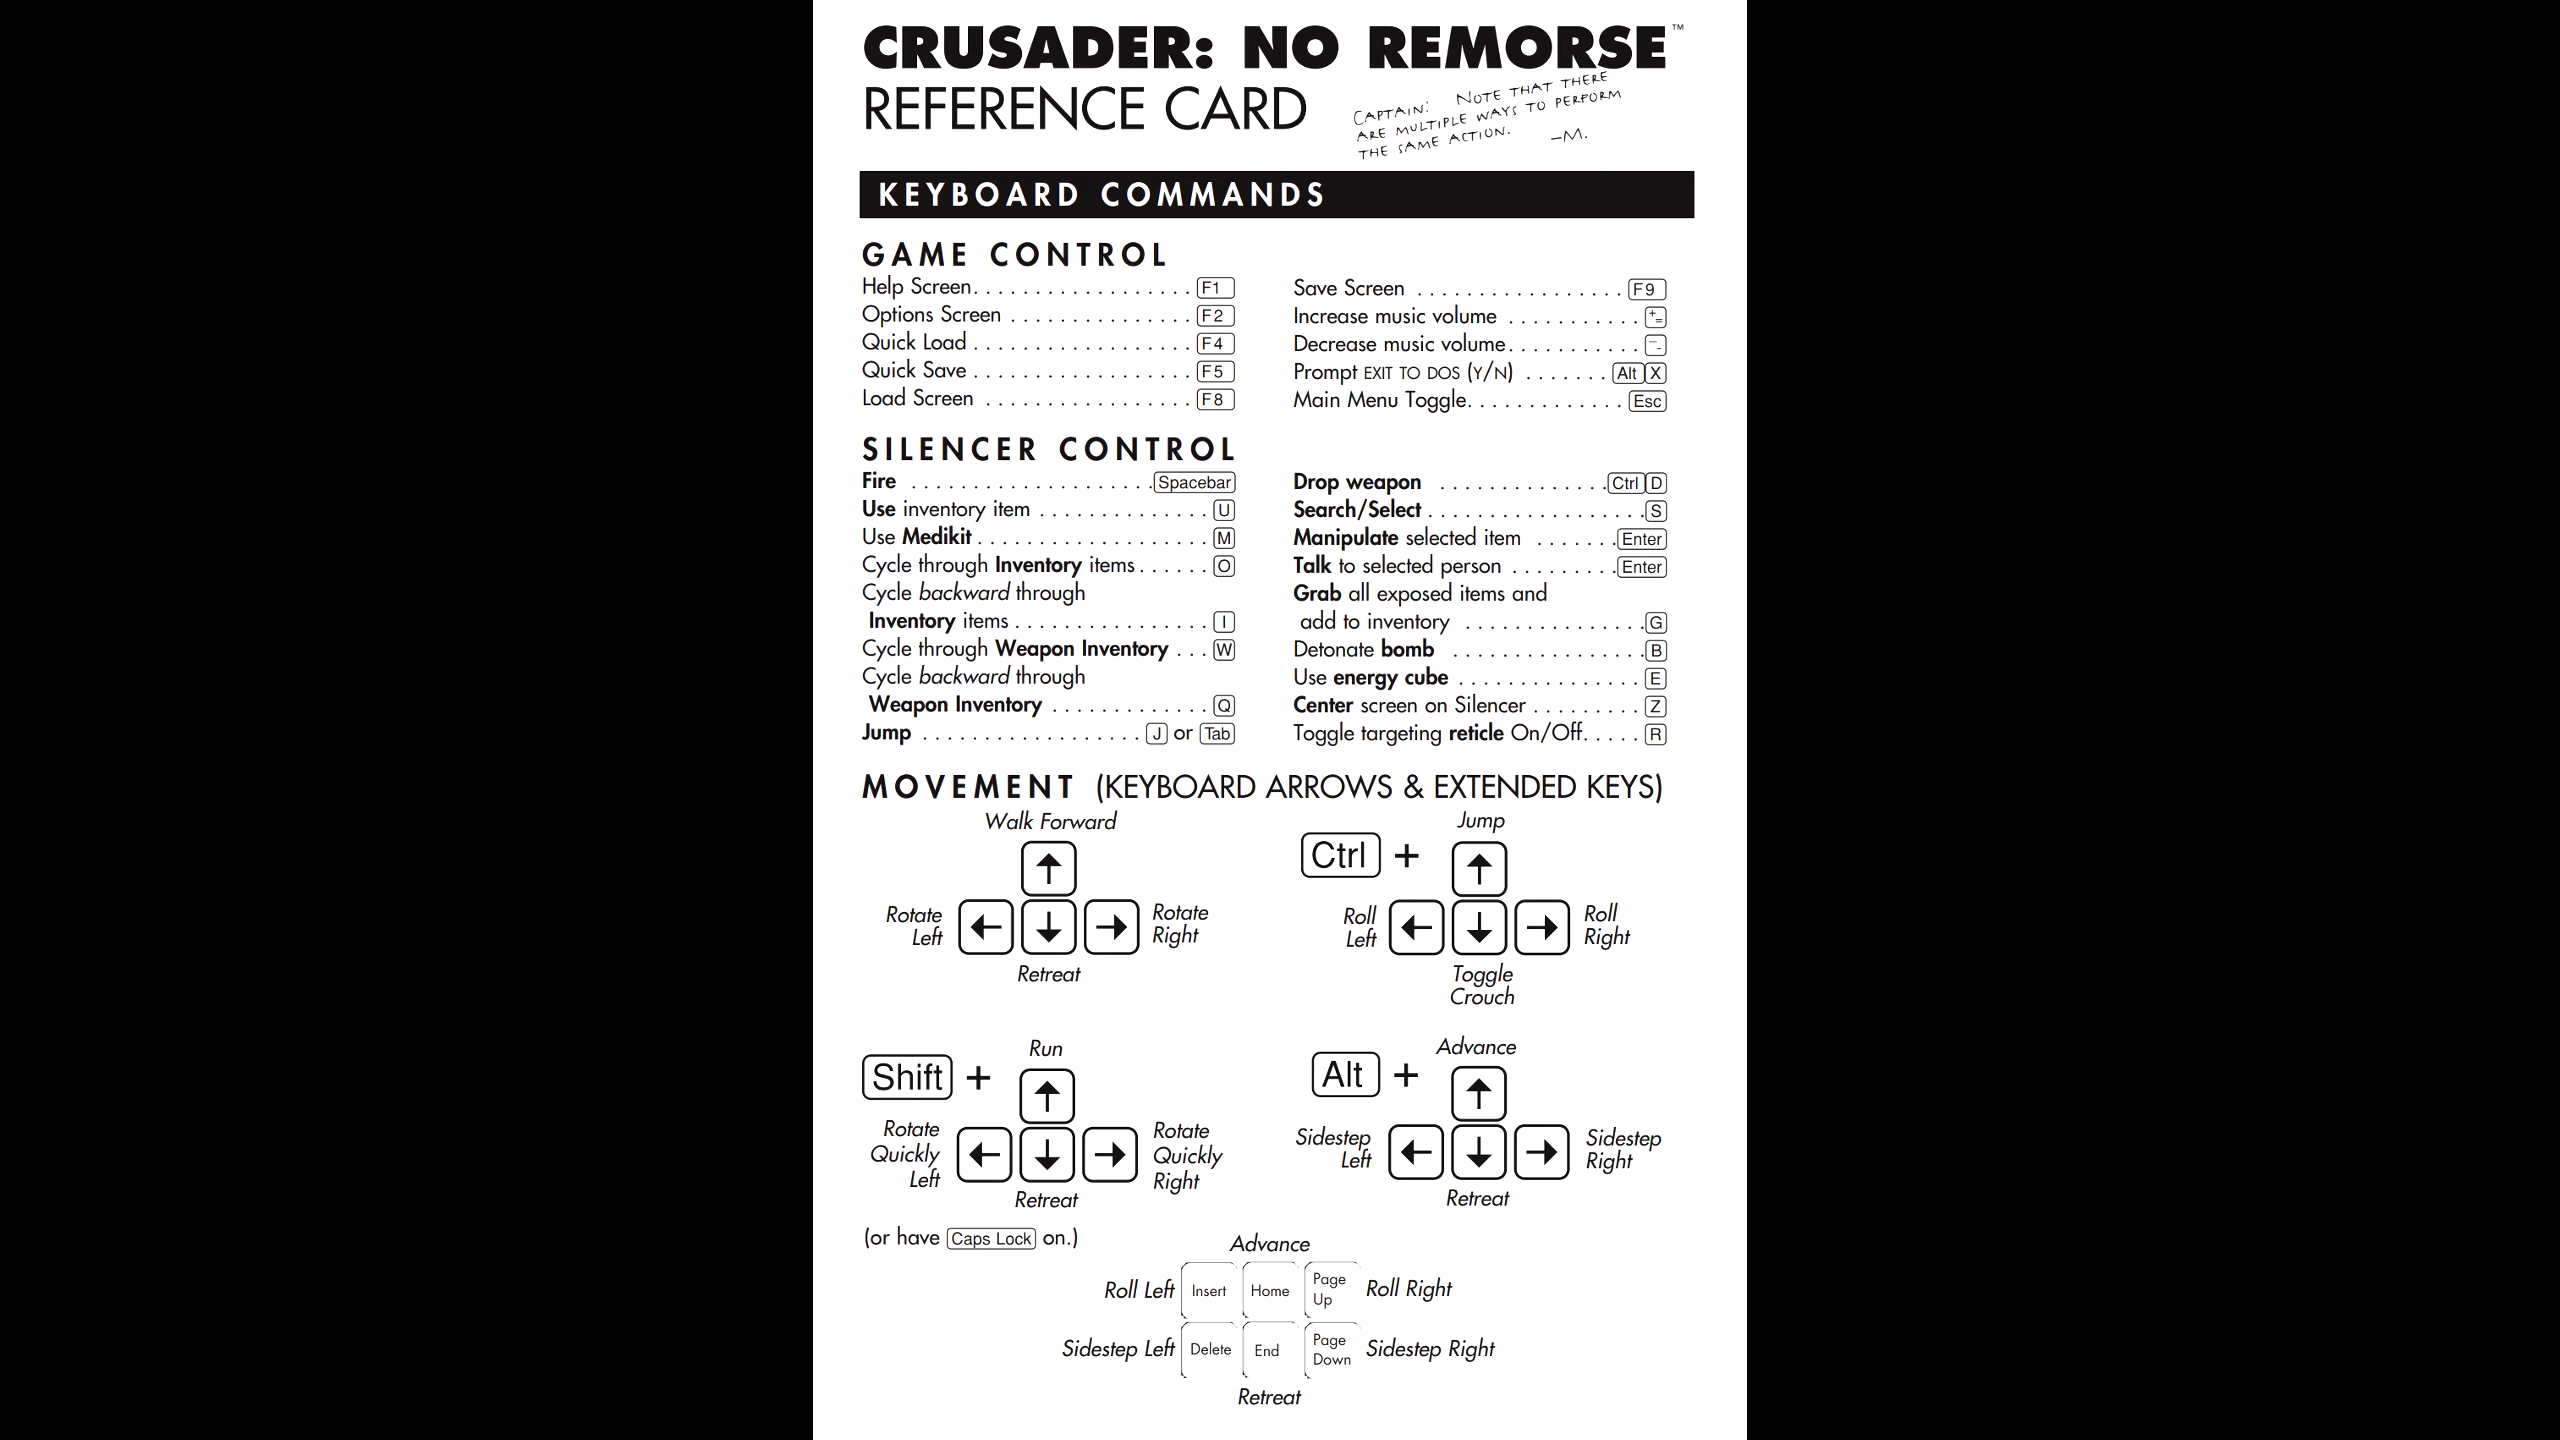 CRUSADER: NO REMORSE™
REFERENCE CARD
CAPTAIN: NOTE THAT THERE
ARE MULTIPLE WAYS TO PERFORM
THE SAME ACTION. –M.
KEYBOARD COMMANDS
GAME CONTROL
Help Screen. . . . . . . . . . . . . . . . . . F1
Options Screen . . . . . . . . . . . . . . . F2
Quick Load . . . . . . . . . . . . . . . . . . F4
Quick Save . . . . . . . . . . . . . . . . . . F5
Load Screen . . . . . . . . . . . . . . . . . F8
Save Screen . . . . . . . . . . . . . . . . . F9
Increase music volume . . . . . . . . . . . + =
Decrease music volume. . . . . . . . . . . — -
Prompt EXIT TO DOS (Y/N) . . . . . . . Alt X
Main Menu Toggle. . . . . . . . . . . . . Esc
SILENCER CONTROL
Fire . . . . . . . . . . . . . . . . . . . . Spacebar
Use inventory item . . . . . . . . . . . . . . U
Use Medikit . . . . . . . . . . . . . . . . . . . M
Cycle through Inventory items . . . . . . O
Cycle backward through
Inventory items . . . . . . . . . . . . . . . . I
Cycle through Weapon Inventory . . . W
Cycle backward through
Weapon Inventory . . . . . . . . . . . . . Q
Jump . . . . . . . . . . . . . . . . . . J or Tab
Drop weapon . . . . . . . . . . . . . . Ctrl D
Search/Select . . . . . . . . . . . . . . . . . . S
Manipulate selected item . . . . . . . Enter
Talk to selected person . . . . . . . . . Enter
Grab all exposed items and
add to inventory . . . . . . . . . . . . . . . G
Detonate bomb . . . . . . . . . . . . . . . . B
Use energy cube . . . . . . . . . . . . . . . E
Center screen on Silencer . . . . . . . . . Z
Toggle targeting reticle On/Off. . . . . R
MOVEMENT (KEYBOARD ARROWS & EXTENDED KEYS)
Walk Forward
↑
Rotate
Left
← ↓ →
Rotate
Right
Retreat
Jump
Ctrl + ↑
Roll
Left
← ↓ →
Roll
Right
Toggle
Crouch
Run
Shift + ↑
Rotate
Quickly
Left
← ↓ →
Rotate
Quickly
Right
Retreat
(or have Caps Lock on.)
Advance
Alt + ↑
Sidestep
Left
← ↓ →
Sidestep
Right
Retreat
Advance
Roll Left Insert Home Page Up Roll Right
Sidestep Left Delete End Page Down Sidestep Right
Retreat